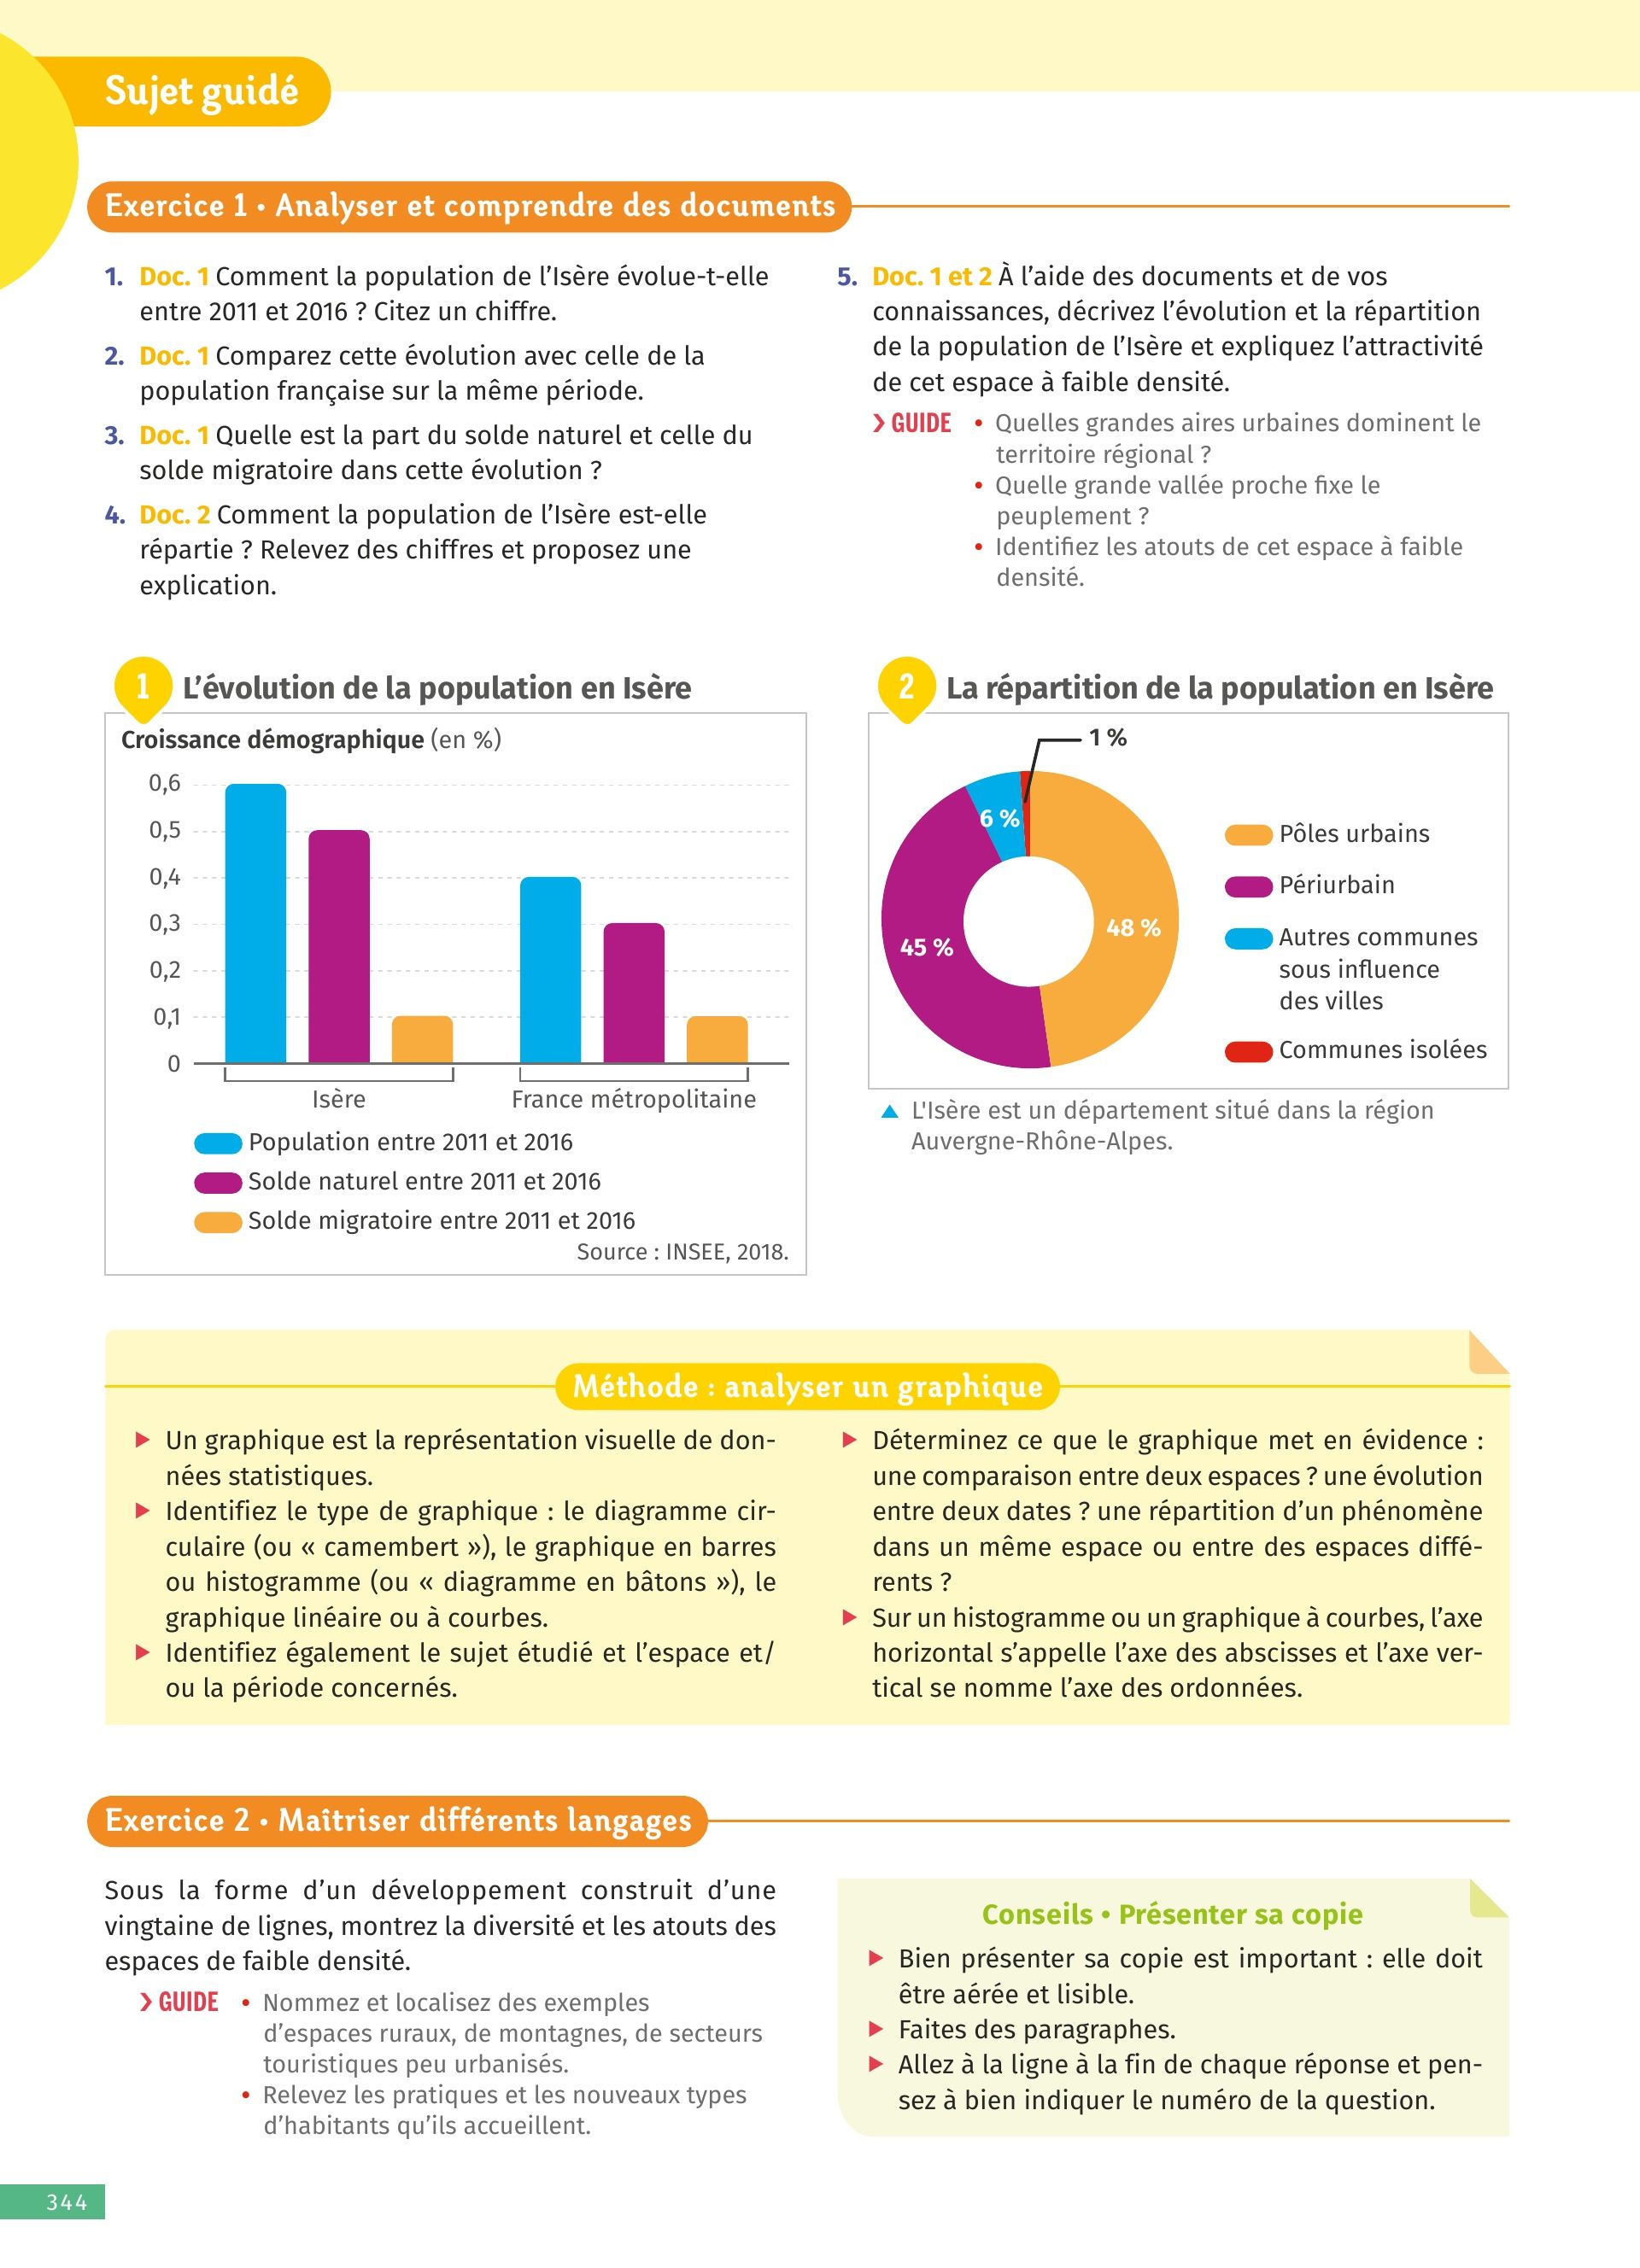 Sujet guidé
Exercice 1 • Analyser et comprendre des documents
1. Doc. 1 Comment la population de l’Isère évolue-t-elle
entre 2011 et 2016 ? Citez un chiffre.
2. Doc. 1 Comparez cette évolution avec celle de la
population française sur la même période.
3. Doc. 1 Quelle est la part du solde naturel et celle du
solde migratoire dans cette évolution ?
4. Doc. 2 Comment la population de l’Isère est-elle
répartie ? Relevez des chiffres et proposez une
explication.
5. Doc. 1 et 2 À l’aide des documents et de vos
connaissances, décrivez l’évolution et la répartition
de la population de l’Isère et expliquez l’attractivité
de cet espace à faible densité.
› GUIDE • Quelles grandes aires urbaines dominent le
territoire régional ?
• Quelle grande vallée proche fixe le
peuplement ?
• Identifiez les atouts de cet espace à faible
densité.
1 L’évolution de la population en Isère
Croissance démographique (en %)
0,6
0,5
0,4
0,3
0,2
0,1
0
Isère France métropolitaine
Population entre 2011 et 2016
Solde naturel entre 2011 et 2016
Solde migratoire entre 2011 et 2016
Source : INSEE, 2018.
2 La répartition de la population en Isère
1 %
6 %
48 %
45 %
Pôles urbains
Périurbain
Autres communes
sous influence
des villes
Communes isolées
▲ L'Isère est un département situé dans la région
Auvergne-Rhône-Alpes.
Méthode : analyser un graphique
▶ Un graphique est la représentation visuelle de don-
nées statistiques.
▶ Identifiez le type de graphique : le diagramme cir-
culaire (ou « camembert »), le graphique en barres
ou histogramme (ou « diagramme en bâtons »), le
graphique linéaire ou à courbes.
▶ Identifiez également le sujet étudié et l’espace et/
ou la période concernés.
▶ Déterminez ce que le graphique met en évidence :
une comparaison entre deux espaces ? une évolution
entre deux dates ? une répartition d’un phénomène
dans un même espace ou entre des espaces diffé-
rents ?
▶ Sur un histogramme ou un graphique à courbes, l’axe
horizontal s’appelle l’axe des abscisses et l’axe ver-
tical se nomme l’axe des ordonnées.
Exercice 2 • Maîtriser différents langages
Sous la forme d’un développement construit d’une
vingtaine de lignes, montrez la diversité et les atouts des
espaces de faible densité.
› GUIDE • Nommez et localisez des exemples
d’espaces ruraux, de montagnes, de secteurs
touristiques peu urbanisés.
• Relevez les pratiques et les nouveaux types
d’habitants qu’ils accueillent.
Conseils • Présenter sa copie
▶ Bien présenter sa copie est important : elle doit
être aérée et lisible.
▶ Faites des paragraphes.
▶ Allez à la ligne à la fin de chaque réponse et pen-
sez à bien indiquer le numéro de la question.
344